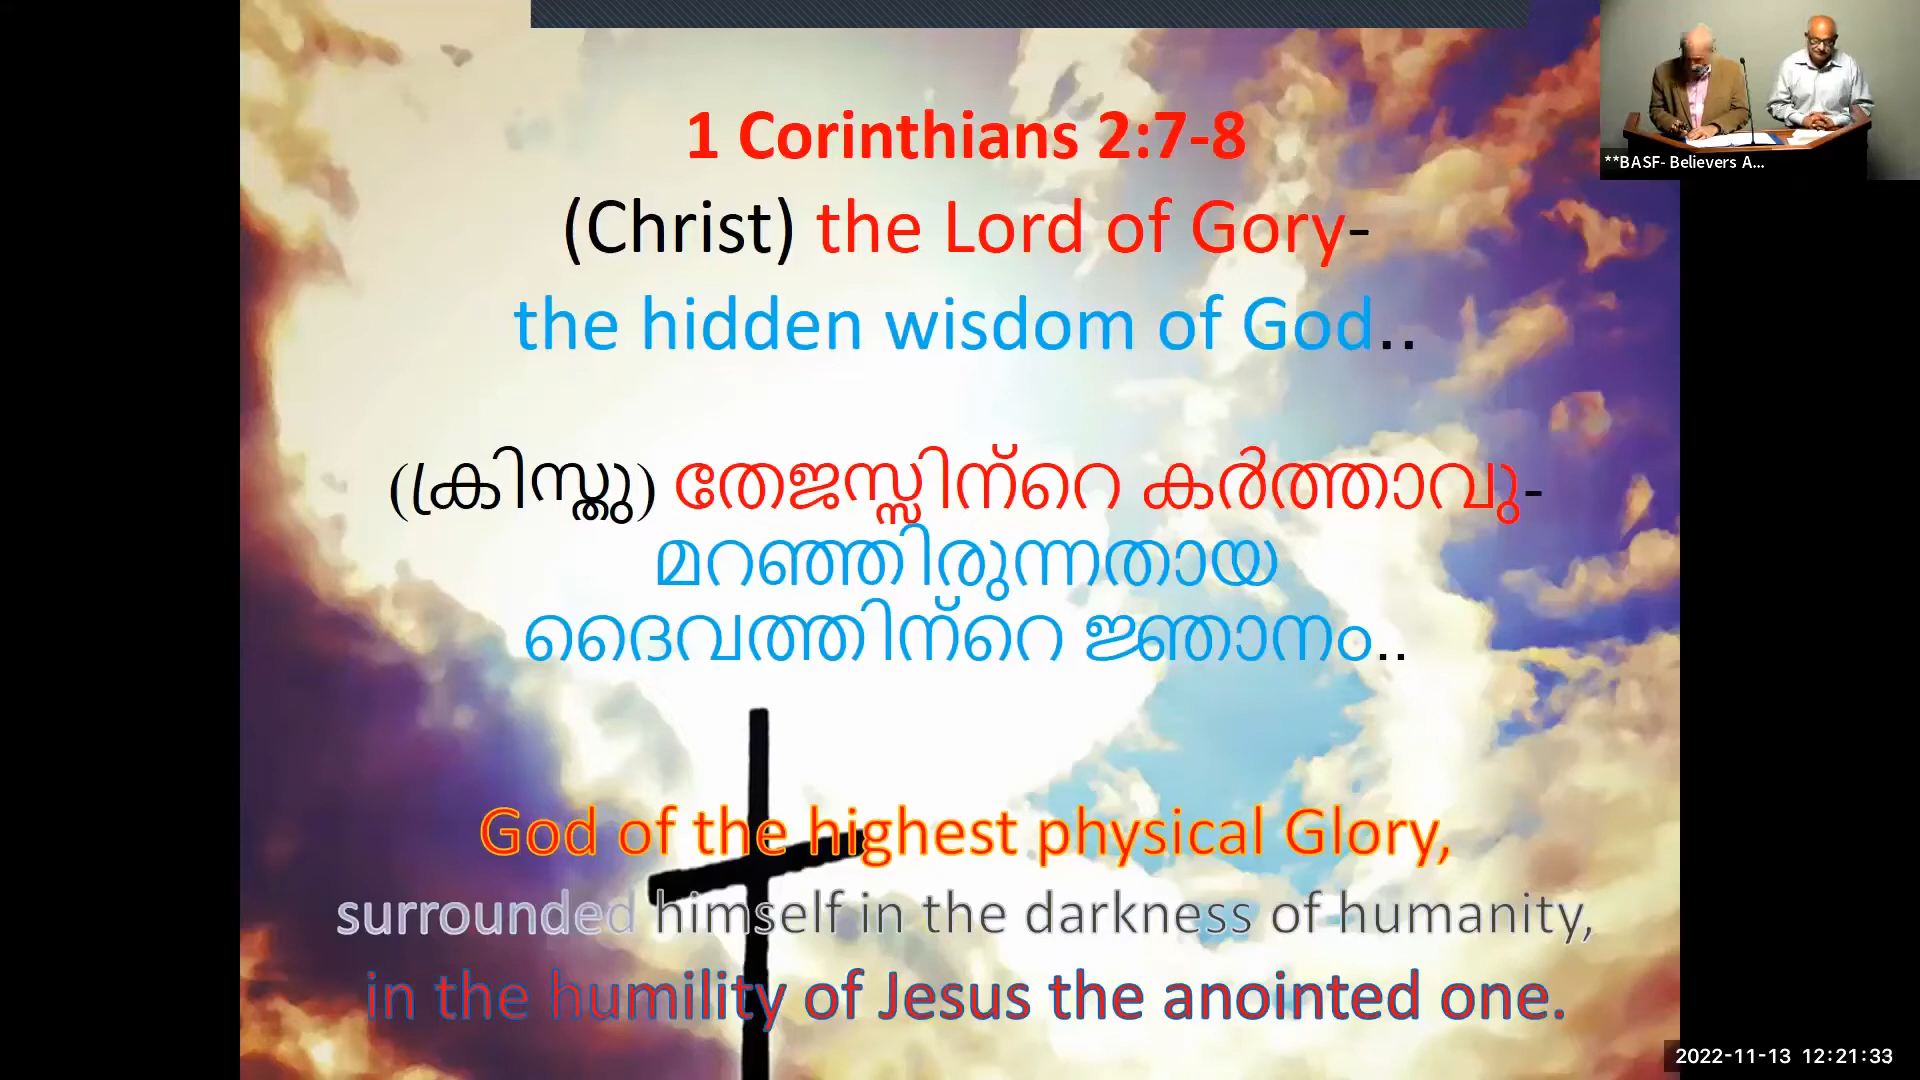 1 Corinthians 2:7-8
(Christ) the Lord of Gory-
the hidden wisdom of God..
(ക്രിസ്തു) തേജസ്സിന്റെ കർത്താവു-
മറഞ്ഞിരുന്നതായ
ദൈവത്തിന്റെ ജ്ഞാനം..
God of the highest physical Glory,
surrounded himself in the darkness of humanity,
in the humility of Jesus the anointed one.
**BASF- Believers A...
2022-11-13 12:21:33